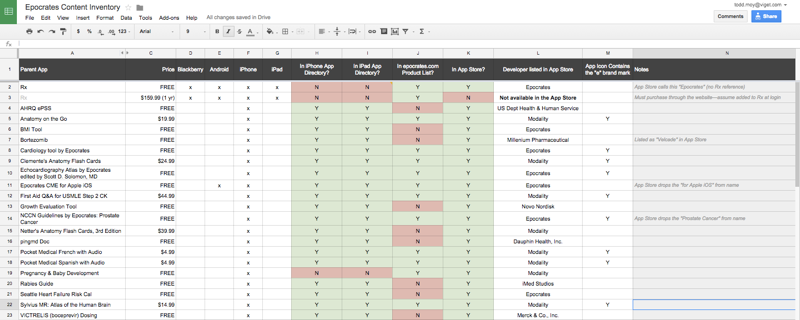 Epocrates Content Inventory
todd.moy@viget.com
File Edit View Insert Format Data Tools Add-ons Help All changes saved in Drive
Comments Share
$ % 123 Arial 9 B I S A
fx
A B C D E F G H I J K L M N
1 Parent App Price Blackberry Android iPhone iPad In iPhone App Directory? In iPad App Directory? In epocrates.com Product List? In App Store? Developer listed in App Store App Icon Contains the "e" brand mark Notes
2 Rx FREE x x x x N N Y Y Epocrates App Store calls this "Epocrates" (no Rx reference)
3 Rx $159.99 (1 yr) x x x x N N Y N Not available in the App Store Must purchase through the website—assume added to Rx at login
4 AHRQ ePSS FREE x Y Y N Y US Dept Health & Human Service
5 Anatomy on the Go $19.99 x Y Y Y Y Modality Y
6 BMI Tool FREE x Y Y N Y Epocrates
7 Bortezomib FREE x Y Y N Y Millenium Pharmaceutical Listed as "Velcade" in App Store
8 Cardiology tool by Epocrates FREE x Y Y Y Y Epocrates Y
9 Clemente's Anatomy Flash Cards $24.99 x Y Y Y Y Modality Y
10 Echocardiography Atlas by Epocrates edited by Scott D. Solomon, MD FREE x Y Y Y Y Epocrates Y
11 Epocrates CME for Apple iOS FREE x x Y Y Y Y Epocrates Y App Store drops the "for Apple iOS" from name
12 First Aid Q&A for USMLE Step 2 CK $44.99 x Y Y Y Y Modality Y
13 Growth Evaluation Tool FREE x Y Y N Y Novo Nordisk
14 NCCN Guidelines by Epocrates: Prostate Cancer FREE x Y Y Y Y Epocrates Y App Store drops the "Prostate Cancer" from name
15 Netter's Anatomy Flash Cards, 3rd Edition $39.99 x Y Y N Y Modality
16 pingmd Doc FREE x Y Y N Y Dauphin Health, Inc.
17 Pocket Medical French with Audio $4.99 x Y Y Y Y Modality Y
18 Pocket Medical Spanish with Audio $4.99 x Y Y Y Y Modality Y
19 Pregnancy & Baby Development FREE x N N Y Y Modality
20 Rabies Guide FREE x Y Y N Y iMed Studios
21 Seattle Heart Failure Risk Cal FREE x Y Y N Y Epocrates
22 Sylvius MR: Atlas of the Human Brain $14.99 x Y Y Y Y Modality Y
23 VICTRELIS (boceprevir) Dosing FREE x Y Y N Y Merck & Co., Inc.